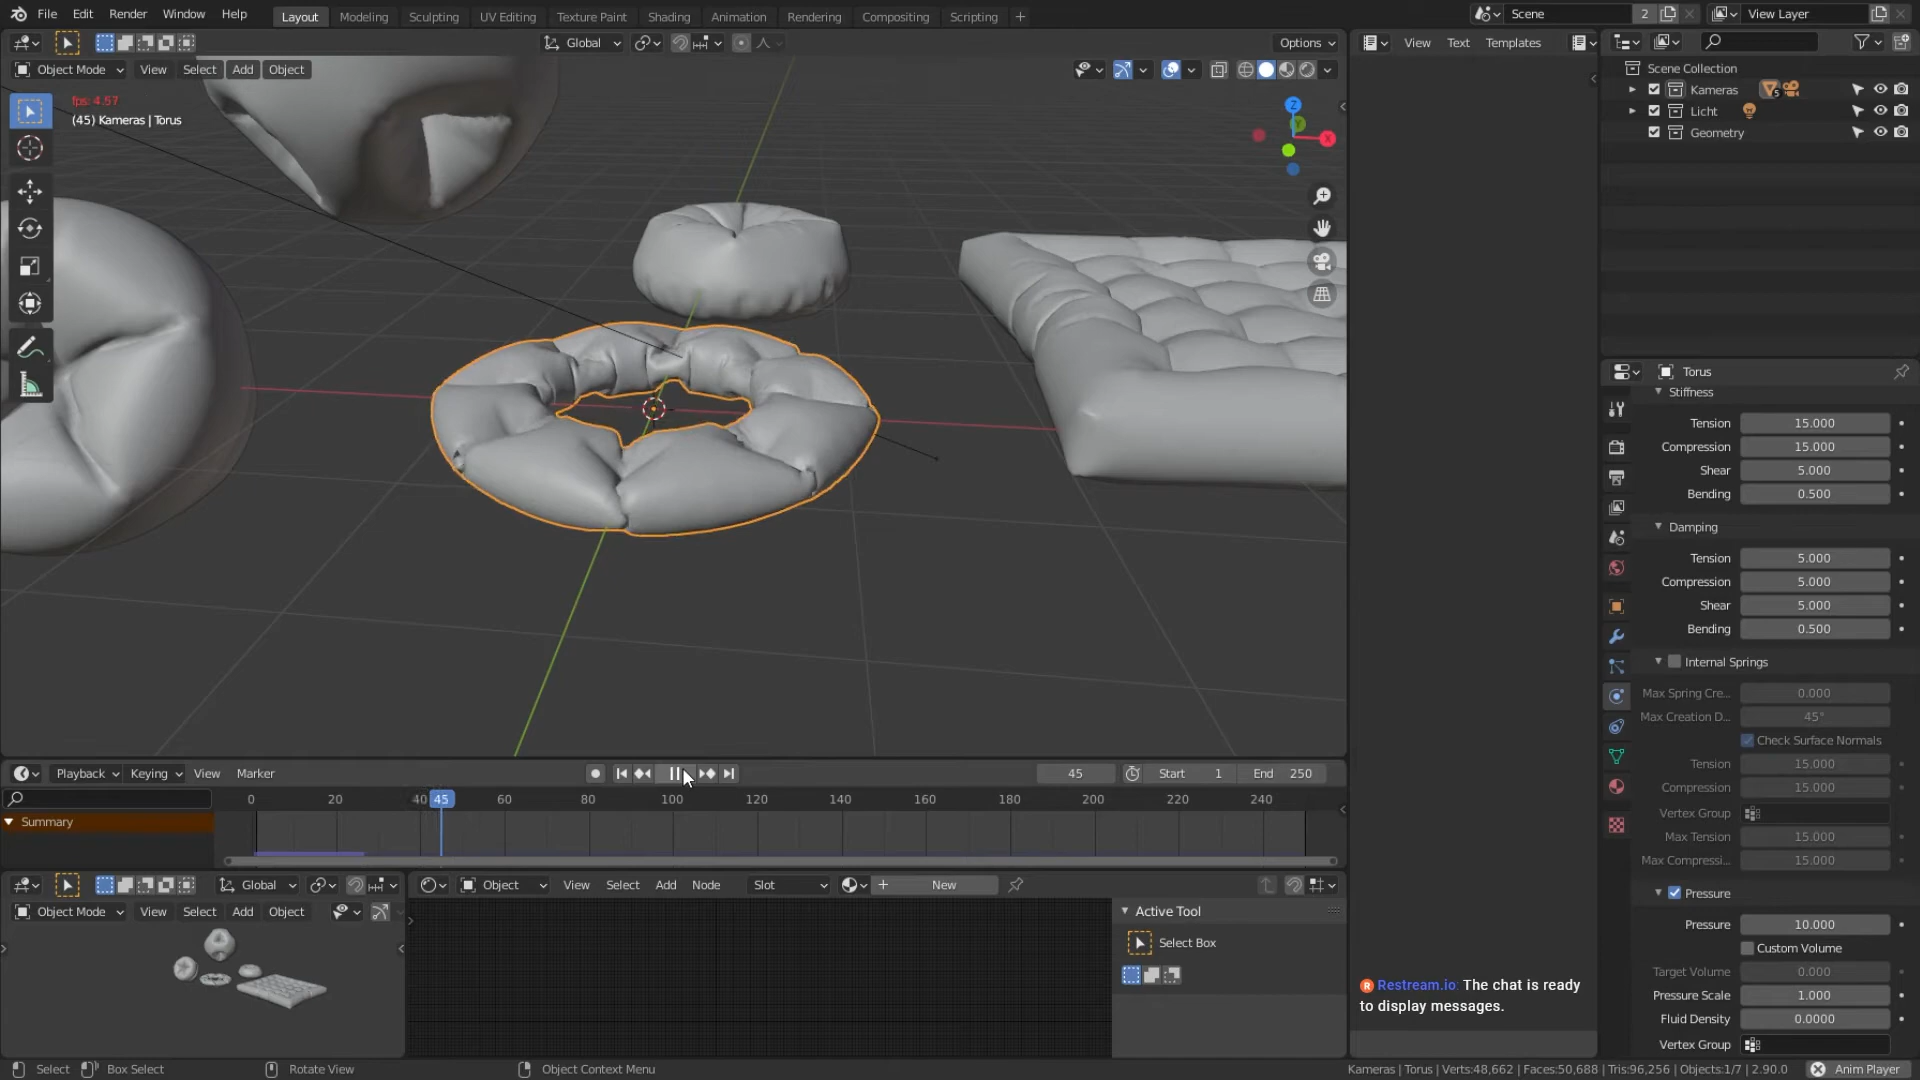 File Edit Render Window Help Layout Modeling Sculpting UV Editing Texture Paint Shading Animation Rendering Compositing Scripting + Scene 2 View Layer
Global Options View Text Templates
Object Mode View Select Add Object
Scene Collection
Kameras
Licht
Geometry
fps: 4.57
(45) Kameras | Torus
Z
X
Y
Torus
Stiffness
Tension 15.000
Compression 15.000
Shear 5.000
Bending 0.500
Damping
Tension 5.000
Compression 5.000
Shear 5.000
Bending 0.500
Internal Springs
Max Spring Cre... 0.000
Max Creation D... 45°
Check Surface Normals
Tension 15.000
Compression 15.000
Vertex Group
Max Tension 15.000
Max Compressi... 15.000
Pressure
Pressure 10.000
Custom Volume
Target Volume 0.000
Pressure Scale 1.000
Fluid Density 0.0000
Vertex Group
Playback Keying View Marker 45 Start 1 End 250
0 20 40 45 60 80 100 120 140 160 180 200 220 240
Summary
Global Object View Select Add Node Slot + New
Object Mode View Select Add Object
Active Tool
Select Box
R Restream.io: The chat is ready
to display messages.
Select Box Select Rotate View Object Context Menu Kameras | Torus | Verts:48,662 | Faces:50,688 | Tris:96,256 | Objects:1/7 | 2.90.0 Anim Player